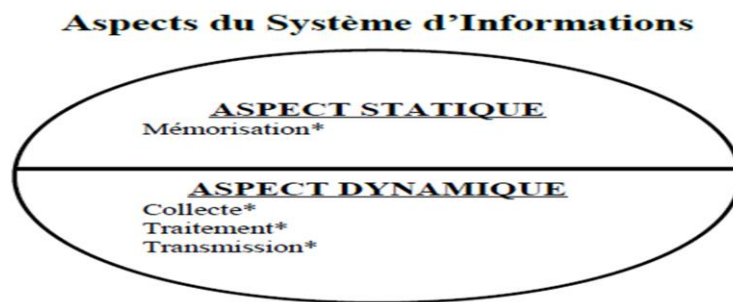 Aspects du Système d'Informations
ASPECT STATIQUE
Mémorisation*
ASPECT DYNAMIQUE
Collecte*
Traitement*
Transmission*